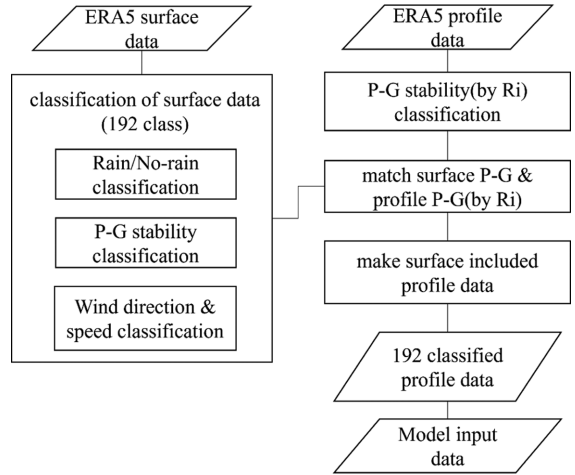 ERA5 surface
data
classification of surface data
(192 class)
Rain/No-rain
classification
P-G stability
classification
Wind direction &
speed classification
ERA5 profile
data
P-G stability(by Ri)
classification
match surface P-G &
profile P-G(by Ri)
make surface included
profile data
192 classified
profile data
Model input
data